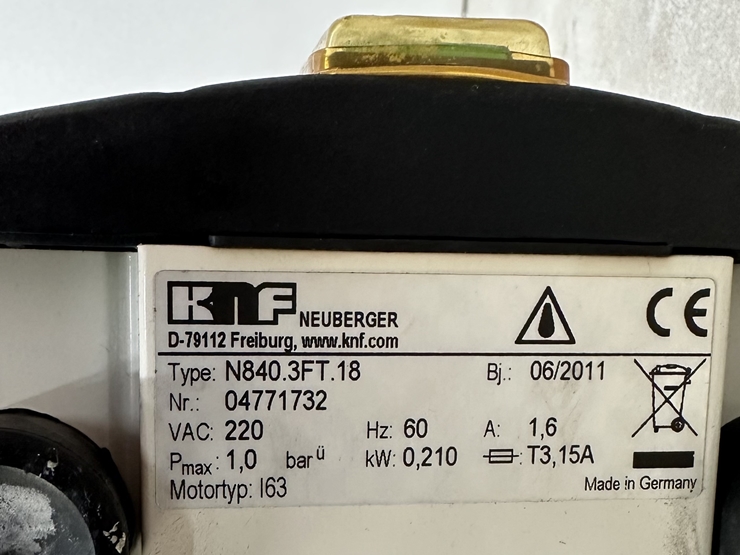 KNF NEUBERGER
D-79112 Freiburg, www.knf.com
CE
Type: N840.3FT.18 Bj.: 06/2011
Nr.: 04771732
VAC: 220 Hz: 60 A: 1,6
Pmax: 1,0 bar ü kW: 0,210 T3,15A
Motortyp: I63 Made in Germany